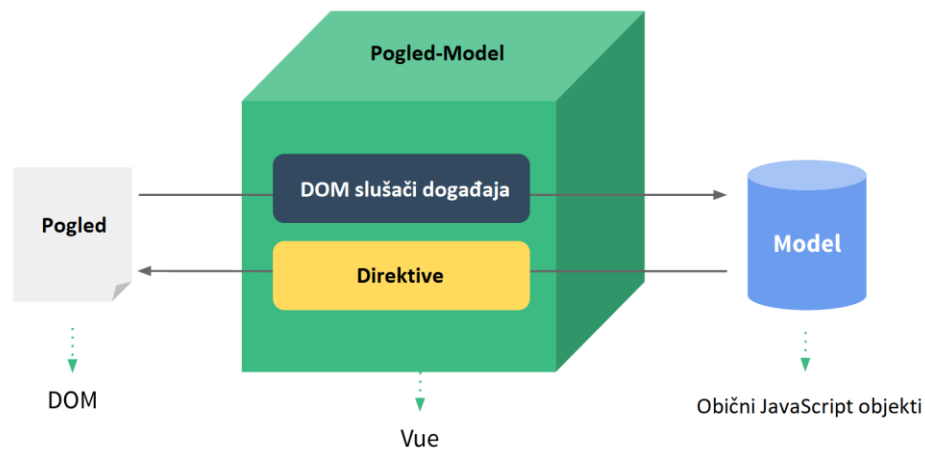 Pogled-Model
DOM slušači događaja
Pogled
Direktive
Model
DOM
Vue
Obični JavaScript objekti